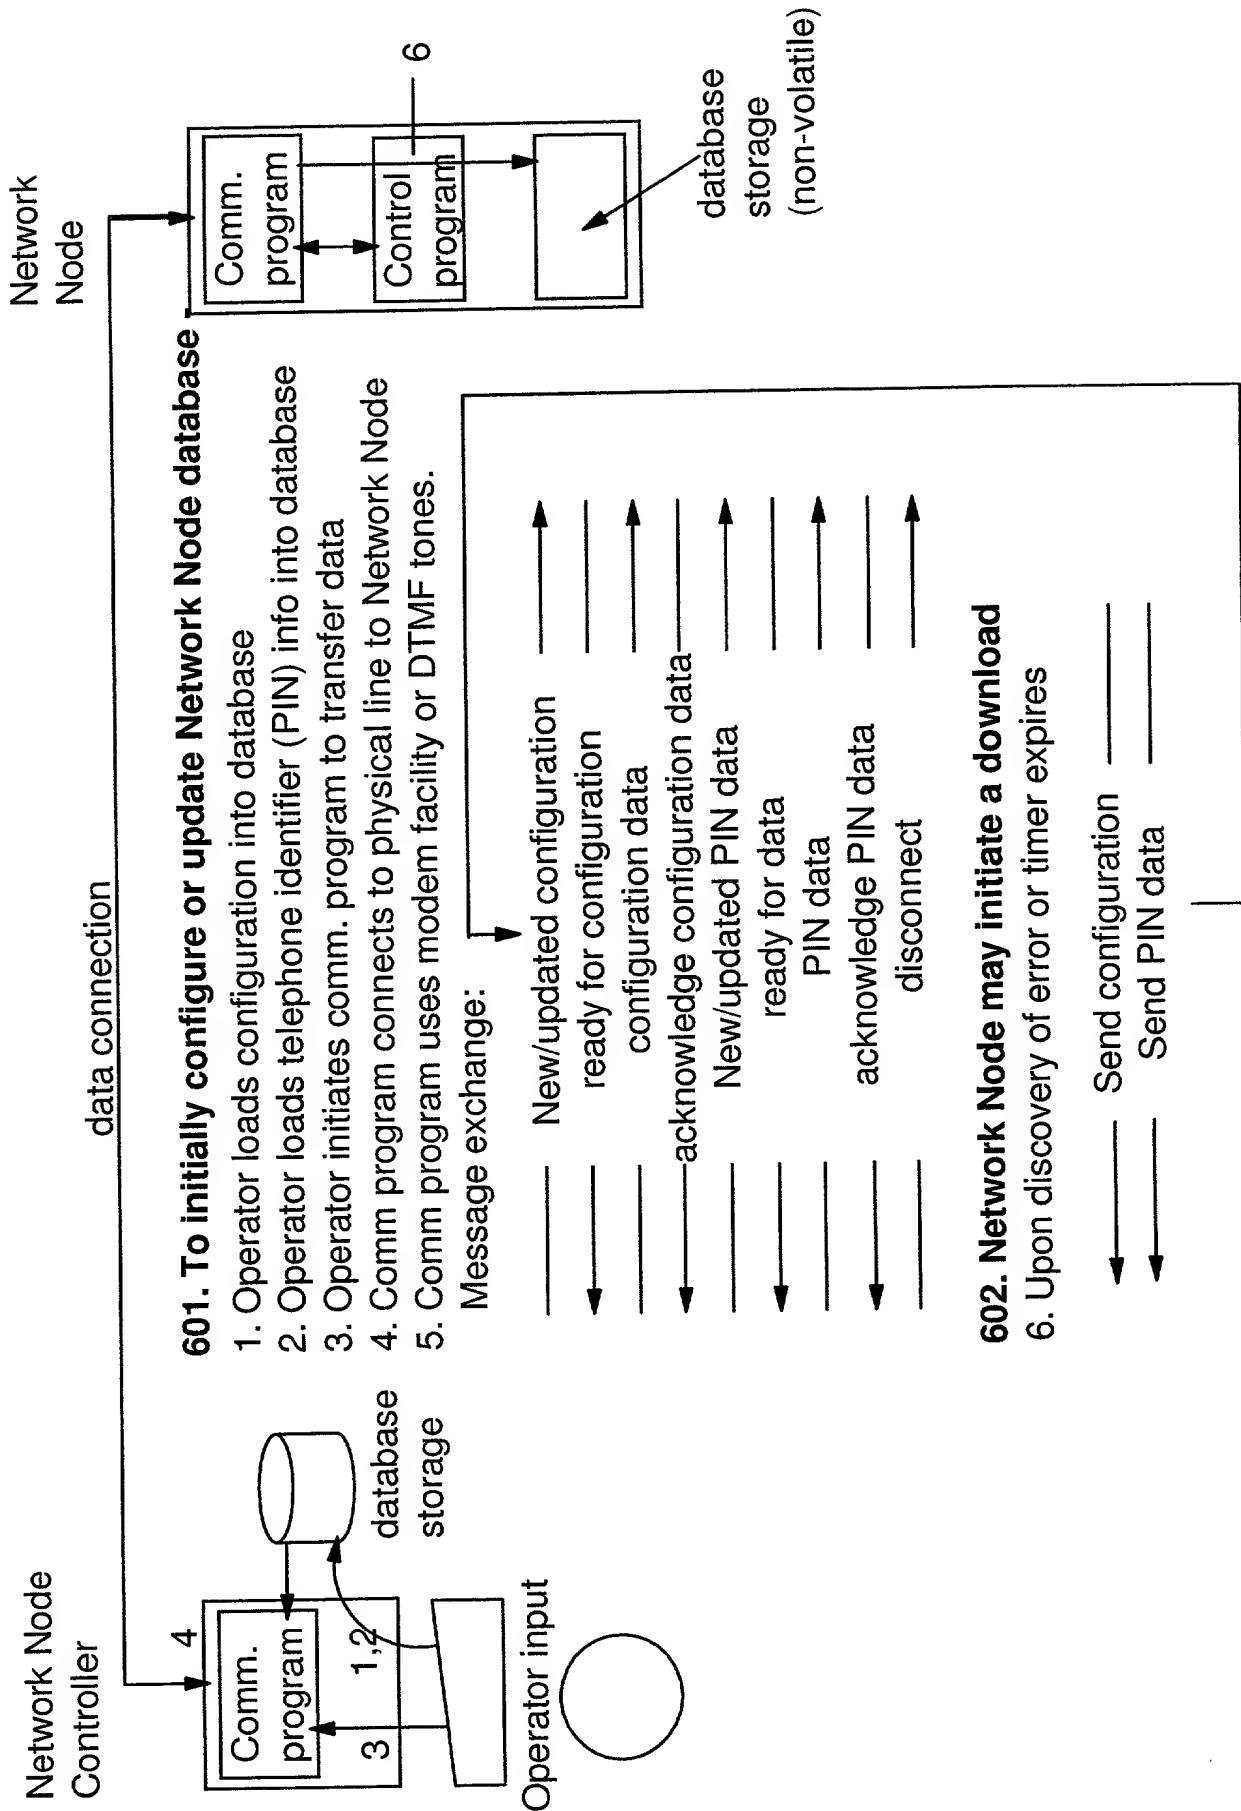 Network Node
Controller
4
Comm.
program
3
1,2
Operator input
database
storage
data connection
Network
Node
Comm.
program
Control
program
6
database
storage
(non-volatile)
601. To initially configure or update Network Node database
1. Operator loads configuration into database
2. Operator loads telephone identifier (PIN) info into database
3. Operator initiates comm. program to transfer data
4. Comm program connects to physical line to Network Node
5. Comm program uses modem facility or DTMF tones.
Message exchange:
New/updated configuration
ready for configuration
configuration data
acknowledge configuration data
New/updated PIN data
ready for data
PIN data
acknowledge PIN data
disconnect
602. Network Node may initiate a download
6. Upon discovery of error or timer expires
Send configuration
Send PIN data